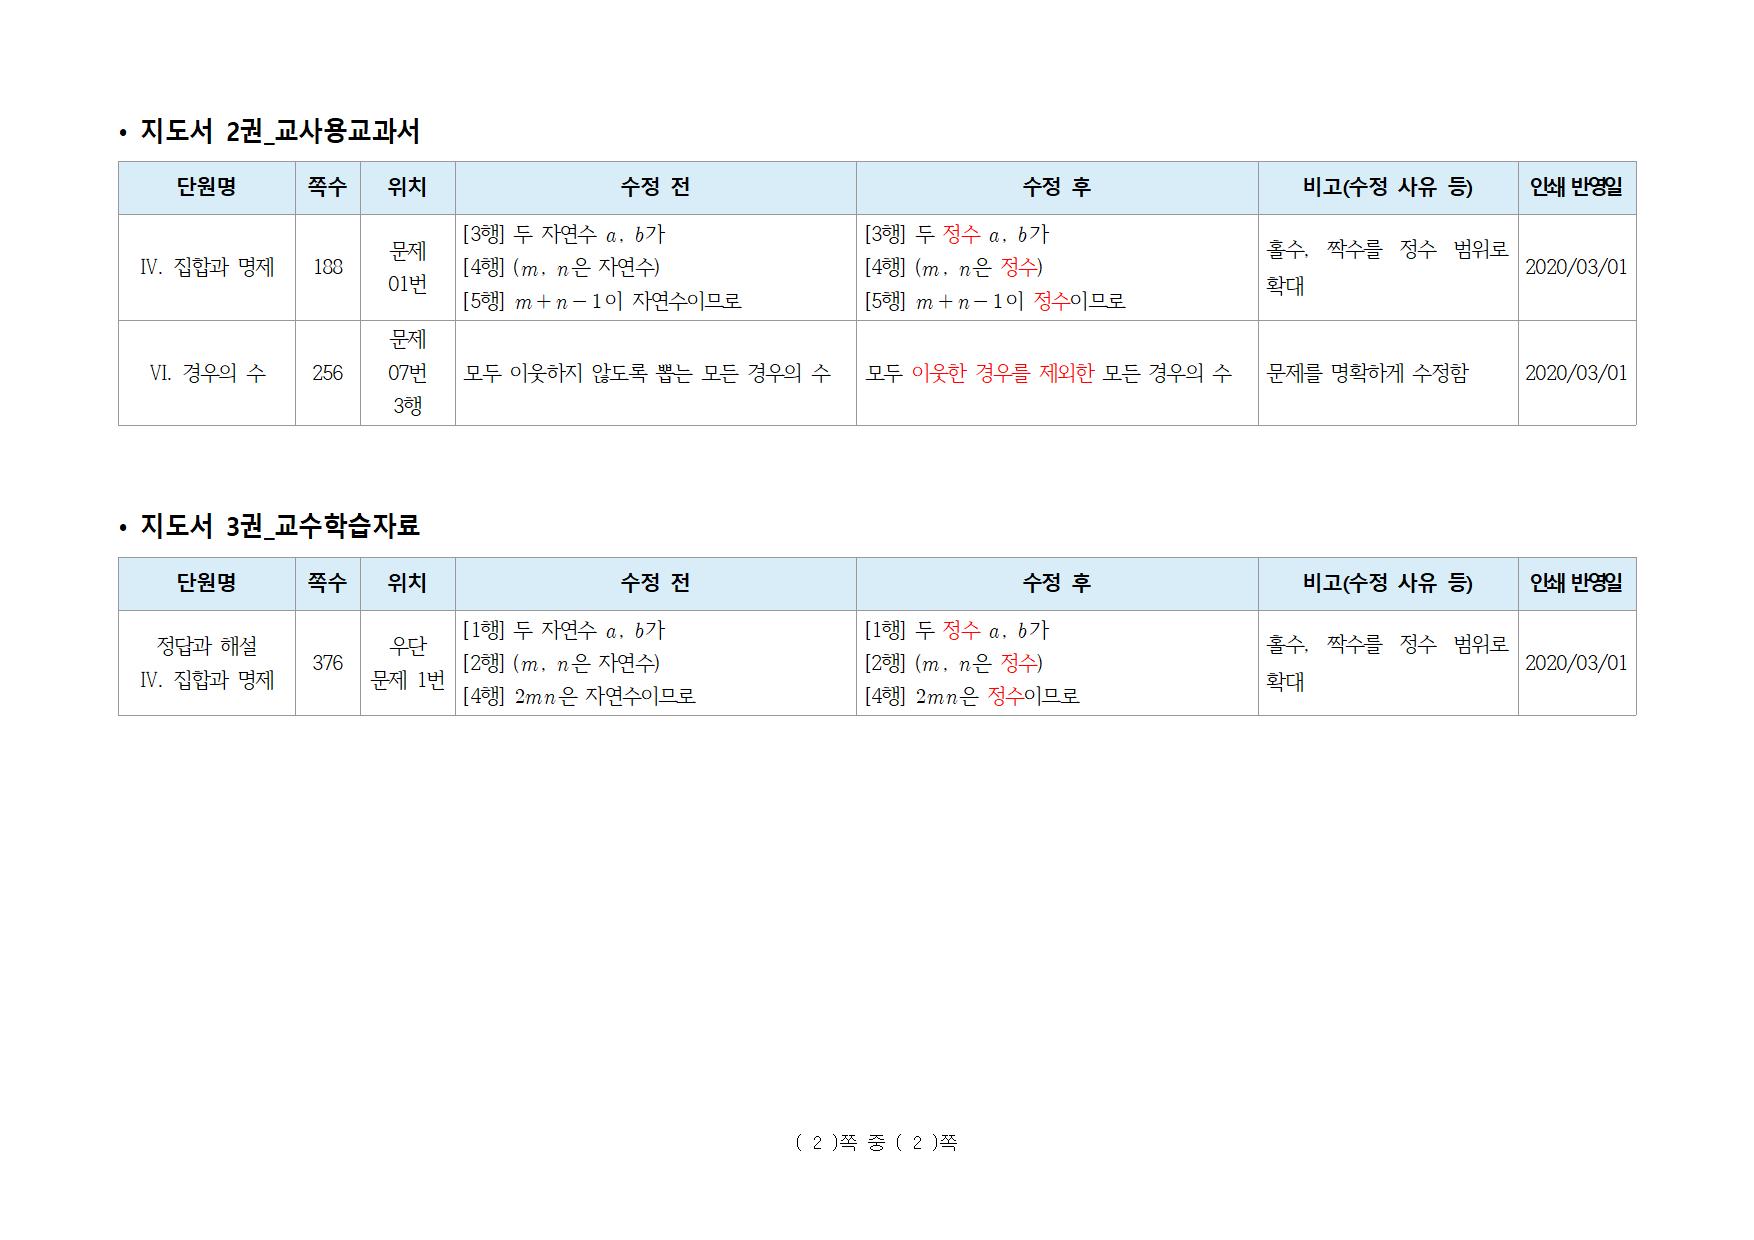 • 지도서 2권_교사용교과서
단원명 쪽수 위치 수정 전 수정 후 비고(수정 사유 등) 인쇄 반영일
Ⅳ. 집합과 명제 188 문제 01번
[3행] 두 자연수 a, b가
[4행] (m, n은 자연수)
[5행] m+n-1이 자연수이므로
[3행] 두 정수 a, b가
[4행] (m, n은 정수)
[5행] m+n-1이 정수이므로
홀수, 짝수를 정수 범위로
확대
2020/03/01
Ⅵ. 경우의 수 256
문제
07번
3행
모두 이웃하지 않도록 뽑는 모든 경우의 수
모두 이웃한 경우를 제외한 모든 경우의 수
문제를 명확하게 수정함
2020/03/01
• 지도서 3권_교수학습자료
단원명 쪽수 위치 수정 전 수정 후 비고(수정 사유 등) 인쇄 반영일
정답과 해설
Ⅳ. 집합과 명제
376
우단
문제 1번
[1행] 두 자연수 a, b가
[2행] (m, n은 자연수)
[4행] 2mn은 자연수이므로
[1행] 두 정수 a, b가
[2행] (m, n은 정수)
[4행] 2mn은 정수이므로
홀수, 짝수를 정수 범위로
확대
2020/03/01
( 2 )쪽 중 ( 2 )쪽